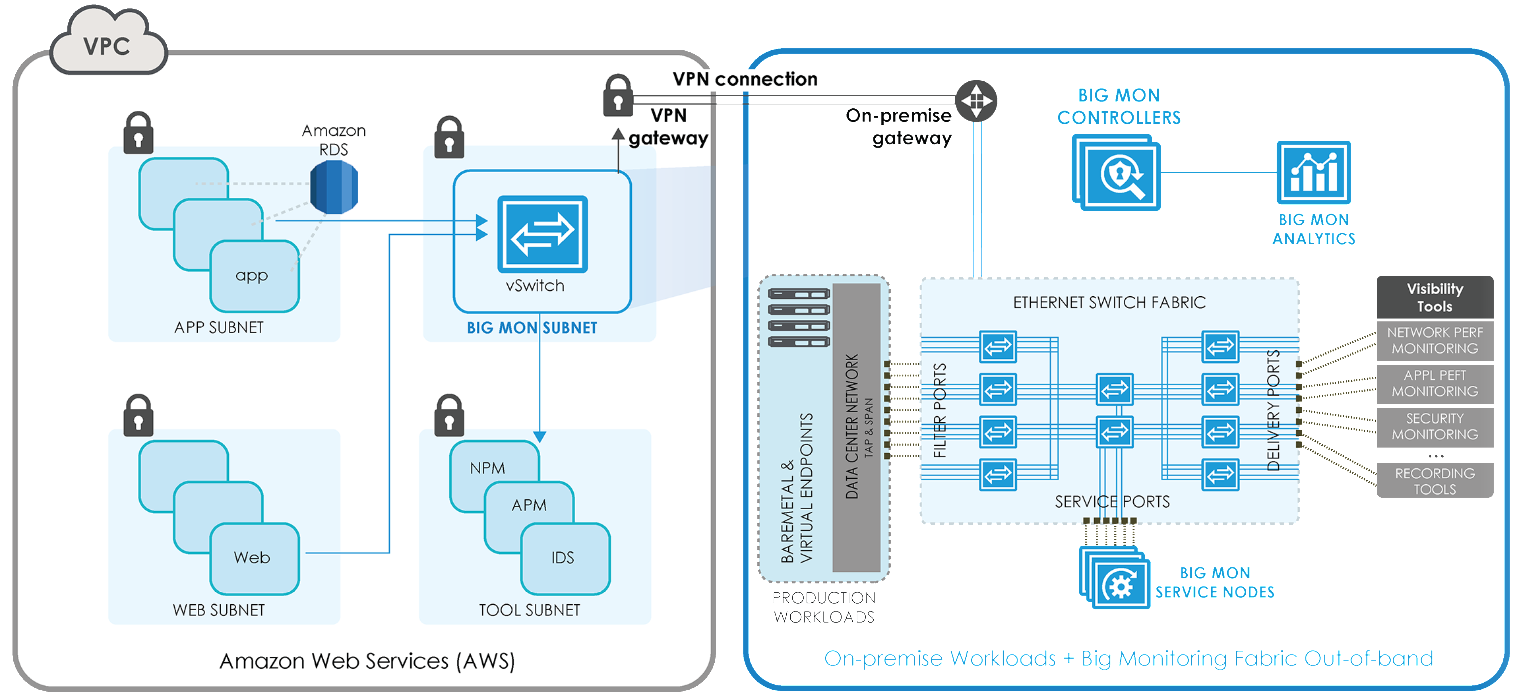 VPC
VPN connection
VPN
gateway
On-premise
gateway
Amazon
RDS
app
APP SUBNET
vSwitch
BIG MON SUBNET
Web
WEB SUBNET
NPM
APM
IDS
TOOL SUBNET
Amazon Web Services (AWS)
BIG MON
CONTROLLERS
BIG MON
ANALYTICS
BAREMETAL &
VIRTUAL ENDPOINTS
DATA CENTER NETWORK
TAP & SPAN
PRODUCTION
WORKLOADS
ETHERNET SWITCH FABRIC
FILTER PORTS
DELIVERY PORTS
SERVICE PORTS
BIG MON
SERVICE NODES
Visibility
Tools
NETWORK PERF
MONITORING
APPL PEFT
MONITORING
SECURITY
MONITORING
...
RECORDING
TOOLS
On-premise Workloads + Big Monitoring Fabric Out-of-band